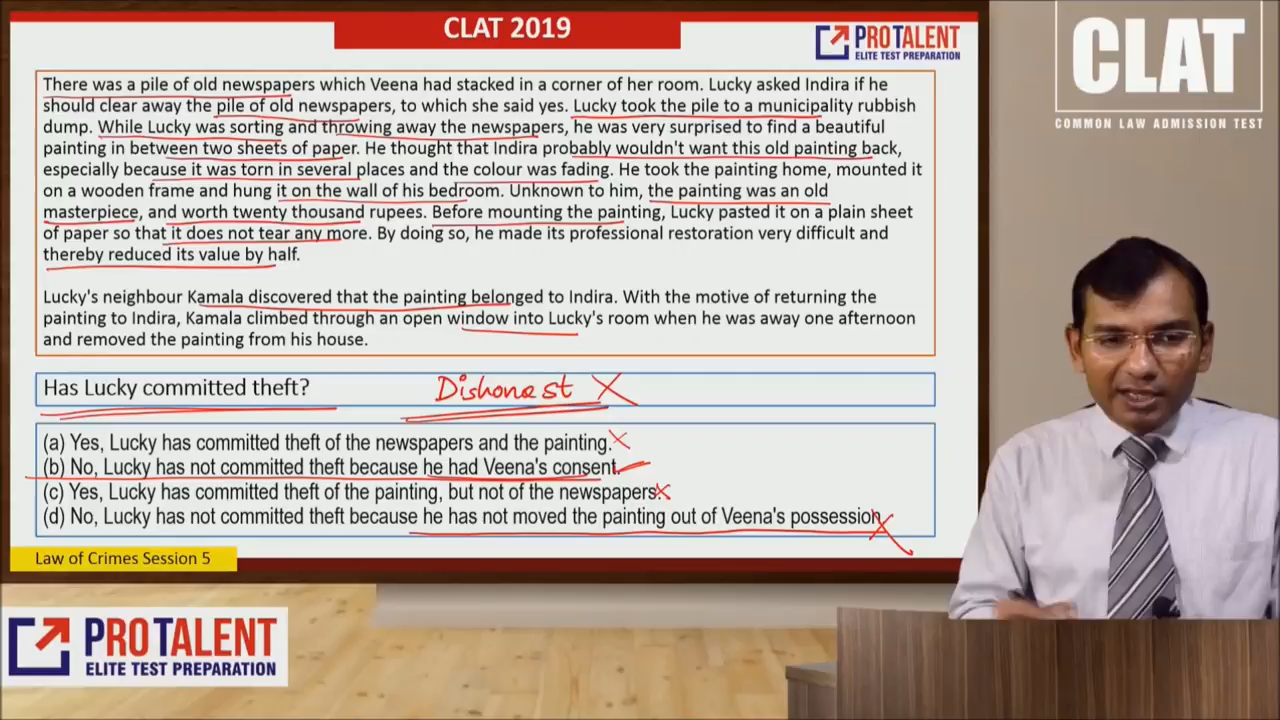 CLAT 2019
PROTALENT
ELITE TEST PREPARATION
CLAT
COMMON LAW ADMISSION TEST
There was a pile of old newspapers which Veena had stacked in a corner of her room. Lucky asked Indira if he
should clear away the pile of old newspapers, to which she said yes. Lucky took the pile to a municipality rubbish
dump. While Lucky was sorting and throwing away the newspapers, he was very surprised to find a beautiful
painting in between two sheets of paper. He thought that Indira probably wouldn't want this old painting back,
especially because it was torn in several places and the colour was fading. He took the painting home, mounted it
on a wooden frame and hung it on the wall of his bedroom. Unknown to him, the painting was an old
masterpiece, and worth twenty thousand rupees. Before mounting the painting, Lucky pasted it on a plain sheet
of paper so that it does not tear any more. By doing so, he made its professional restoration very difficult and
thereby reduced its value by half.
Lucky's neighbour Kamala discovered that the painting belonged to Indira. With the motive of returning the
painting to Indira, Kamala climbed through an open window into Lucky's room when he was away one afternoon
and removed the painting from his house.
Has Lucky committed theft? Dishonest
(a) Yes, Lucky has committed theft of the newspapers and the painting.
(b) No, Lucky has not committed theft because he had Veena's consent.
(c) Yes, Lucky has committed theft of the painting, but not of the newspapers.
(d) No, Lucky has not committed theft because he has not moved the painting out of Veena's possession
Law of Crimes Session 5
PROTALENT
ELITE TEST PREPARATION